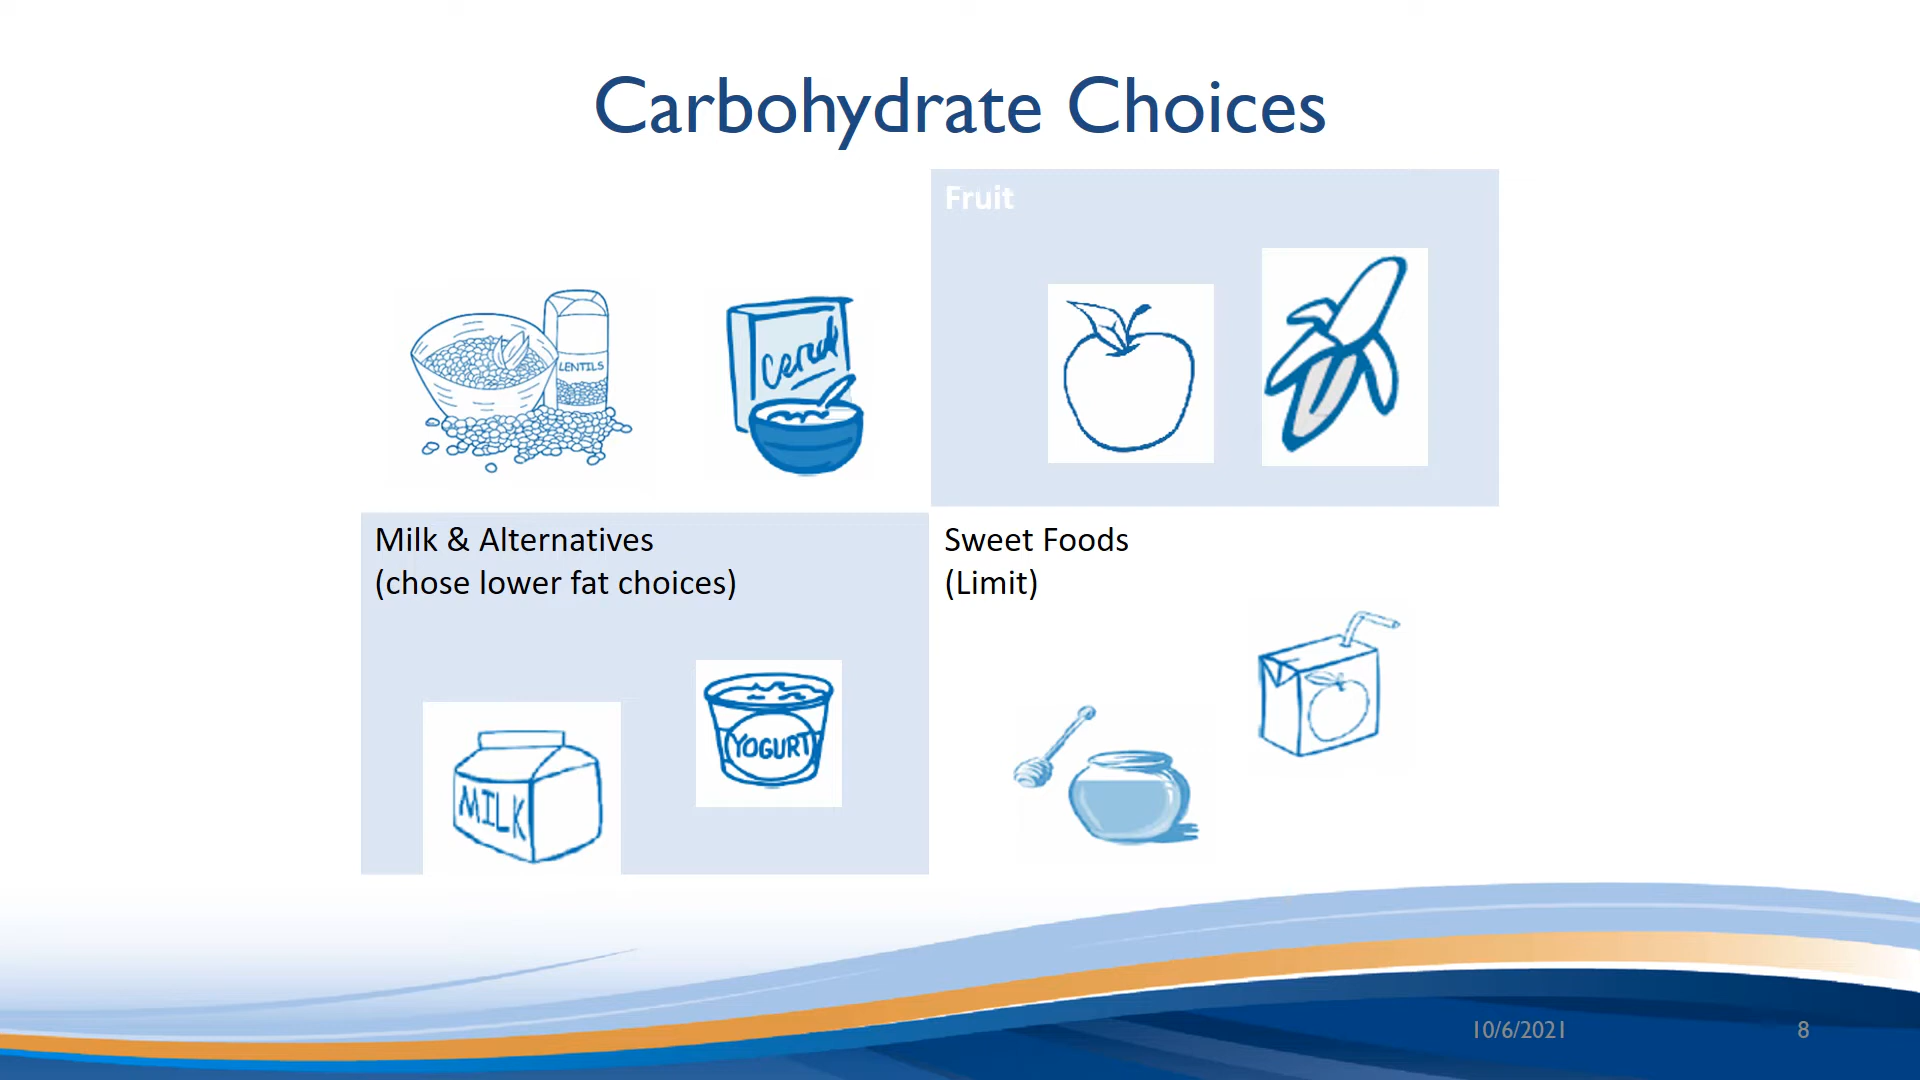 Carbohydrate Choices
Fruit
LENTILS
Cereal
Milk & Alternatives
(chose lower fat choices)
Sweet Foods
(Limit)
YOGURT
MILK
10/6/2021
8